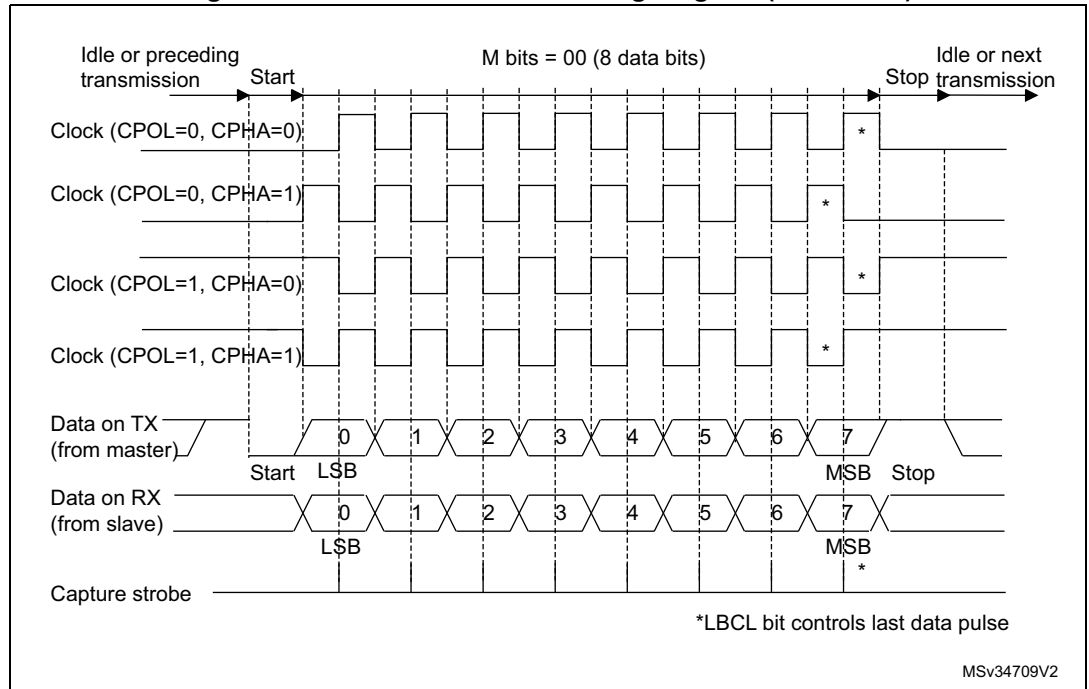 Idle or preceding
transmission
Start
M bits = 00 (8 data bits)
Stop
Idle or next
transmission
Clock (CPOL=0, CPHA=0)
*
Clock (CPOL=0, CPHA=1)
*
Clock (CPOL=1, CPHA=0)
*
Clock (CPOL=1, CPHA=1)
*
Data on TX
(from master)
0 1 2 3 4 5 6 7
Start LSB MSB Stop
Data on RX
(from slave)
0 1 2 3 4 5 6 7
LSB MSB
*
Capture strobe
*LBCL bit controls last data pulse
MSv34709V2